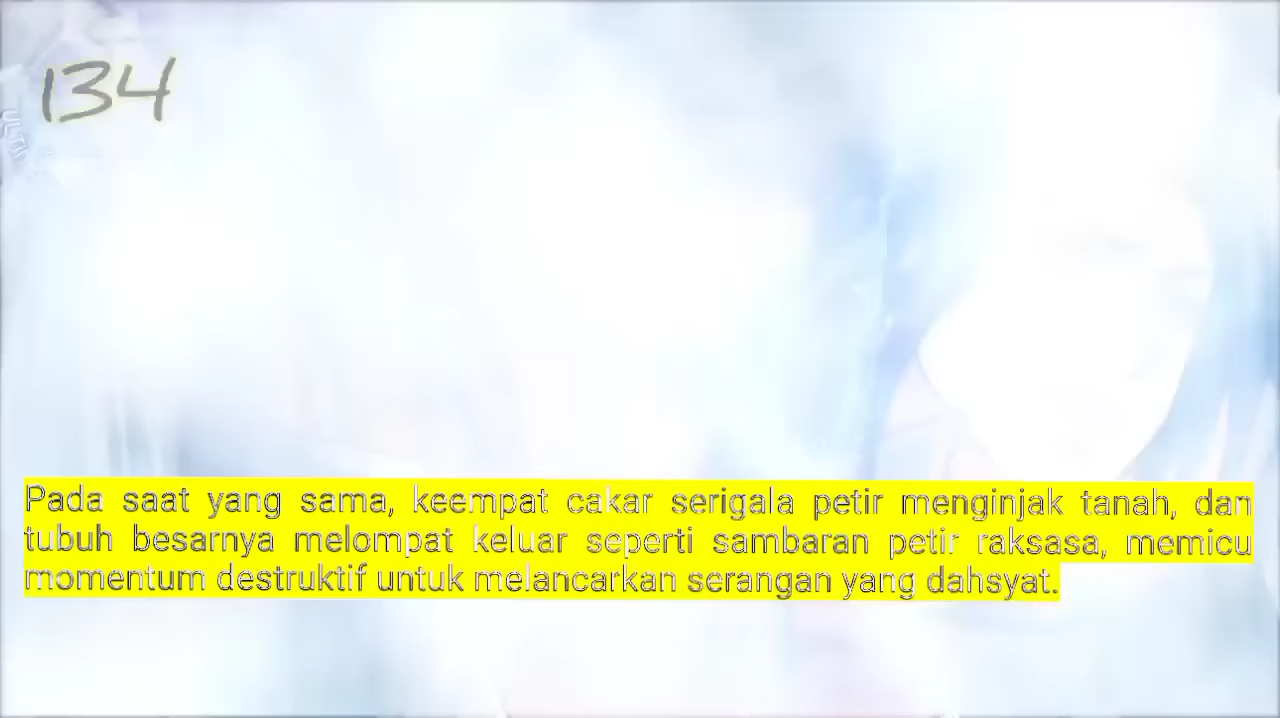 134
Pada saat yang sama, keempat cakar serigala petir menginjak tanah, dan
tubuh besarnya melompat keluar seperti sambaran petir raksasa, memicu
momentum destruktif untuk melancarkan serangan yang dahsyat.